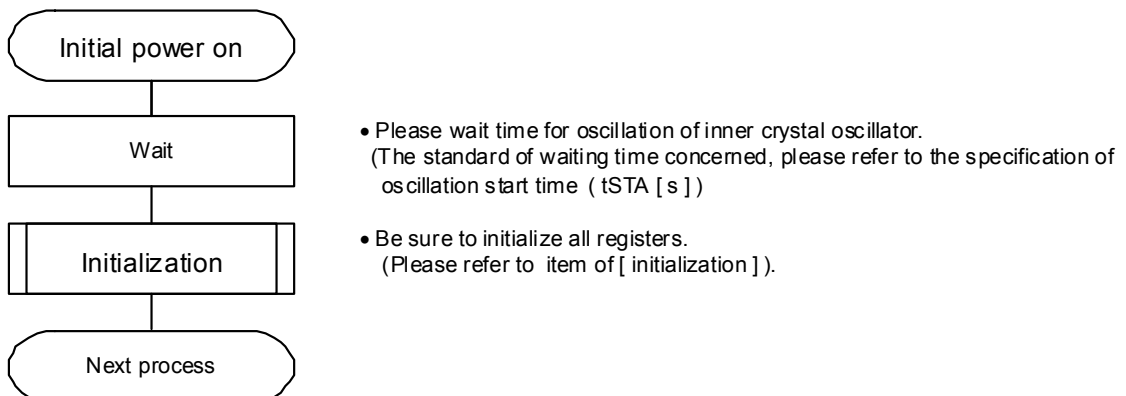 Initial power on
Wait
• Please wait time for oscillation of inner crystal oscillator.
(The standard of waiting time concerned, please refer to the specification of
oscillation start time ( tSTA [ s ] )
Initialization
• Be sure to initialize all registers.
(Please refer to item of [ initialization ] ).
Next process